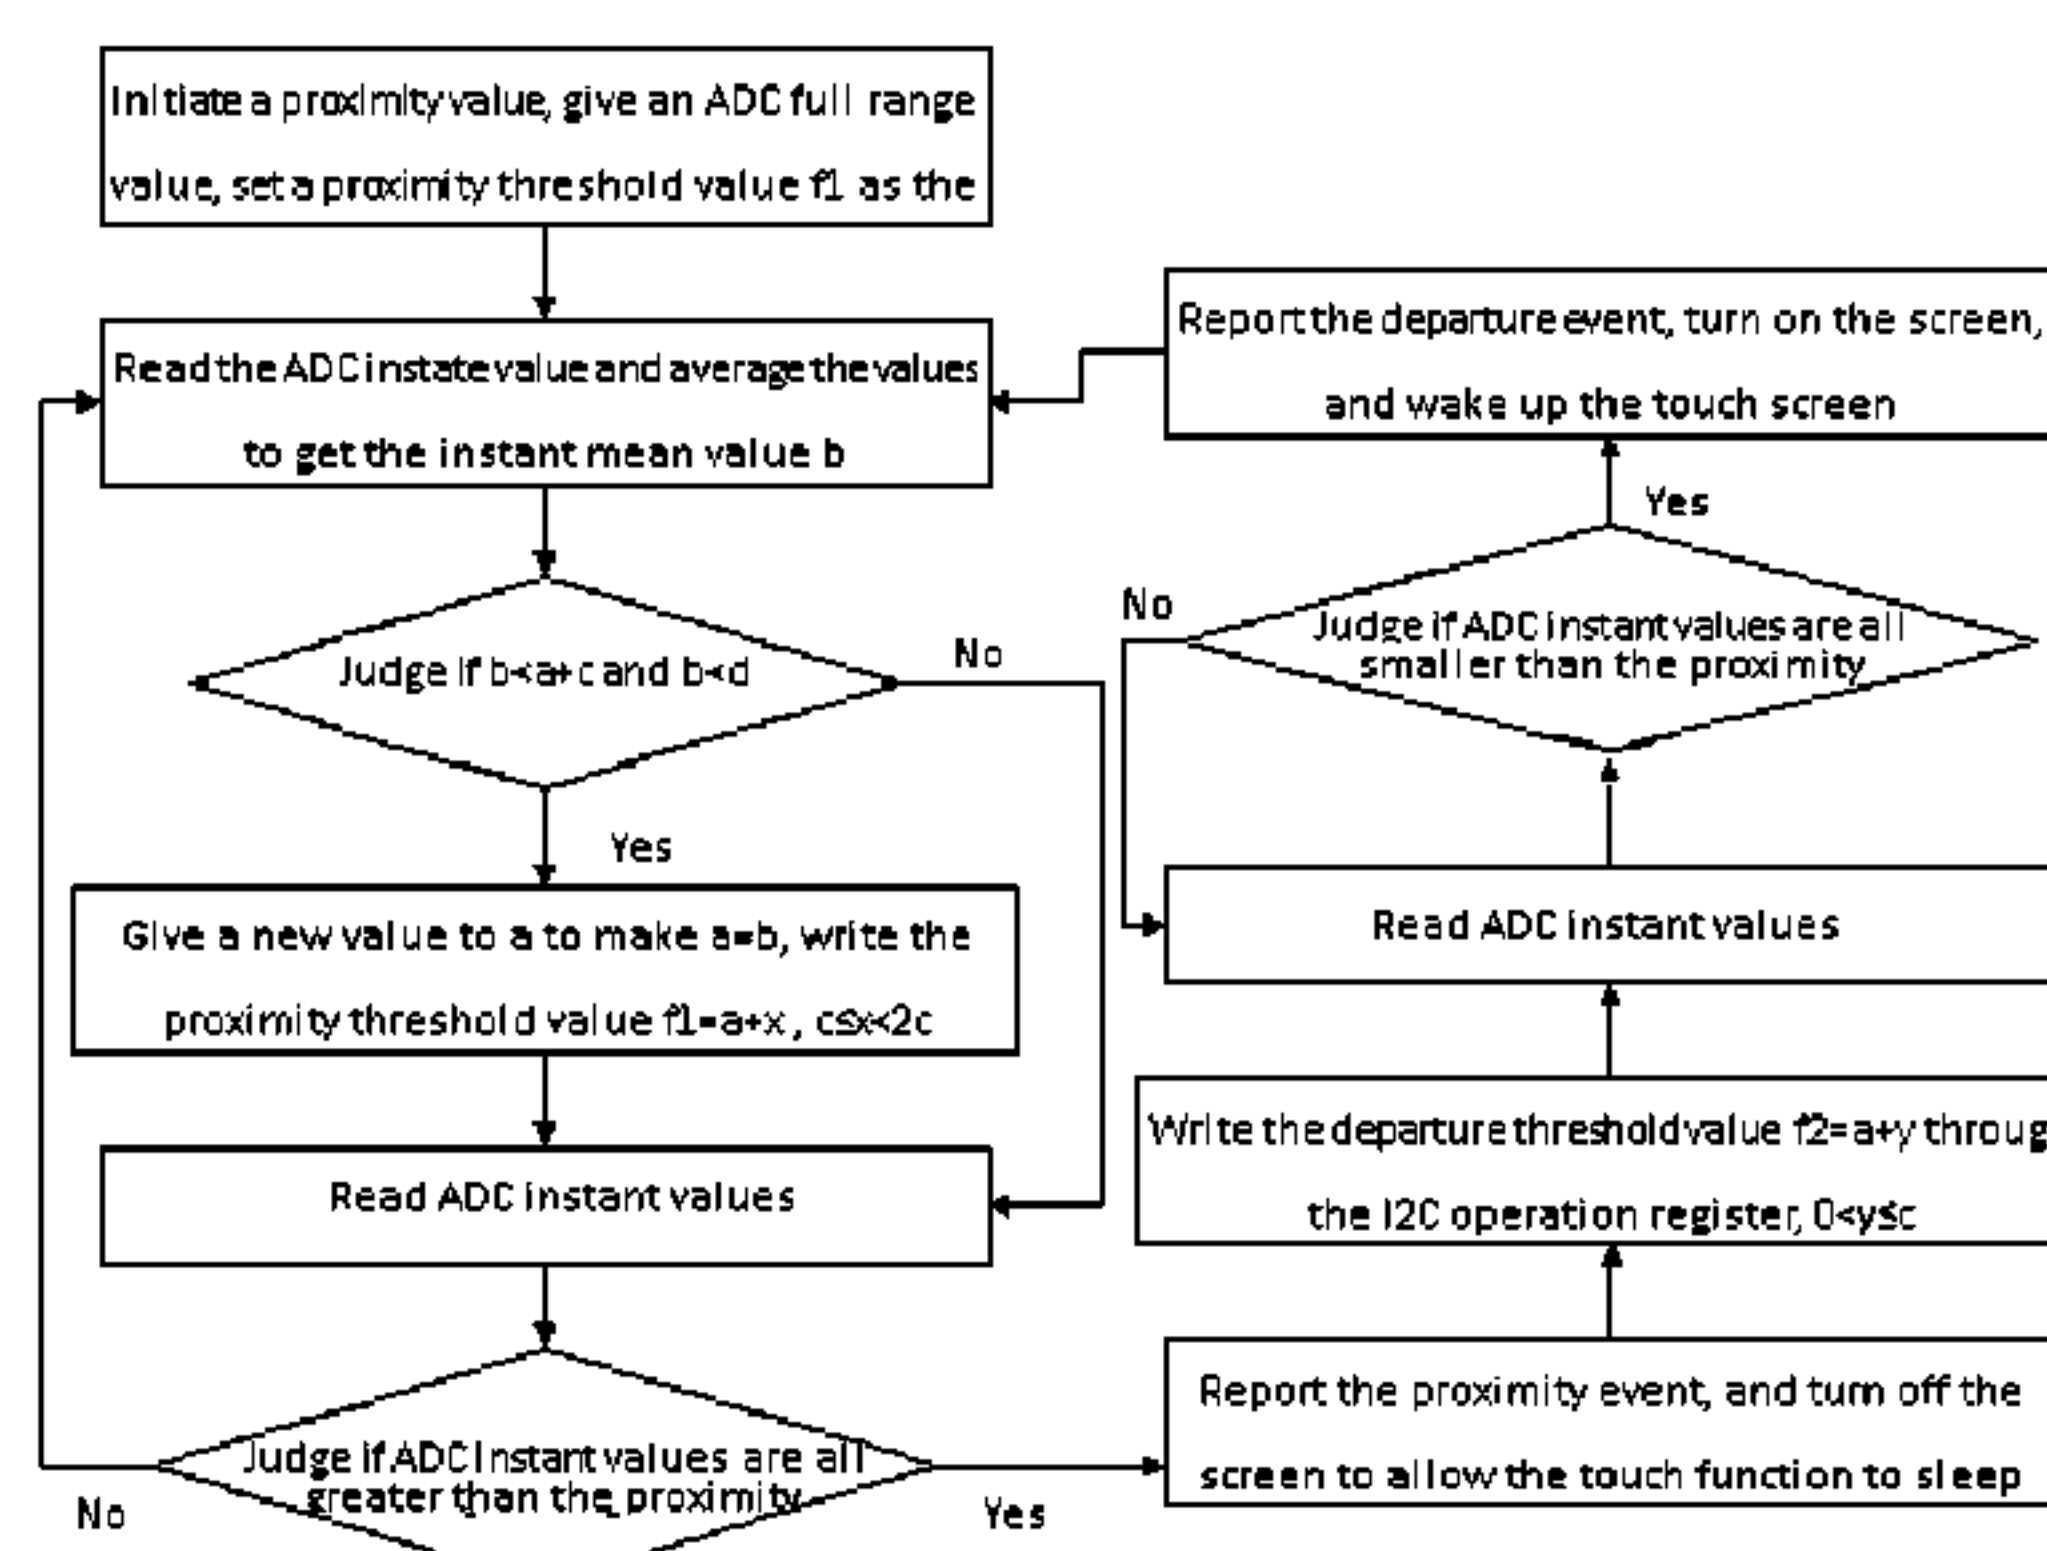 Initiate a proximity value, give an ADC full range
value, set a proximity threshold value f1 as the
Read the ADC instate value and average the values
to get the instant mean value b
Judge if b<a+c and b<d
No
Yes
Give a new value to a to make a=b, write the
proximity threshold value f1=a+x , c≤x<2c
Read ADC instant values
Judge if ADC instant values are all
greater than the proximity
No
Yes
Report the departure event, turn on the screen,
and wake up the touch screen
Yes
No
Judge if ADC instant values are all
smaller than the proximity
Read ADC instant values
Write the departure threshold value f2=a+y throug
the I2C operation register, 0<y≤c
Report the proximity event, and turn off the
screen to allow the touch function to sleep